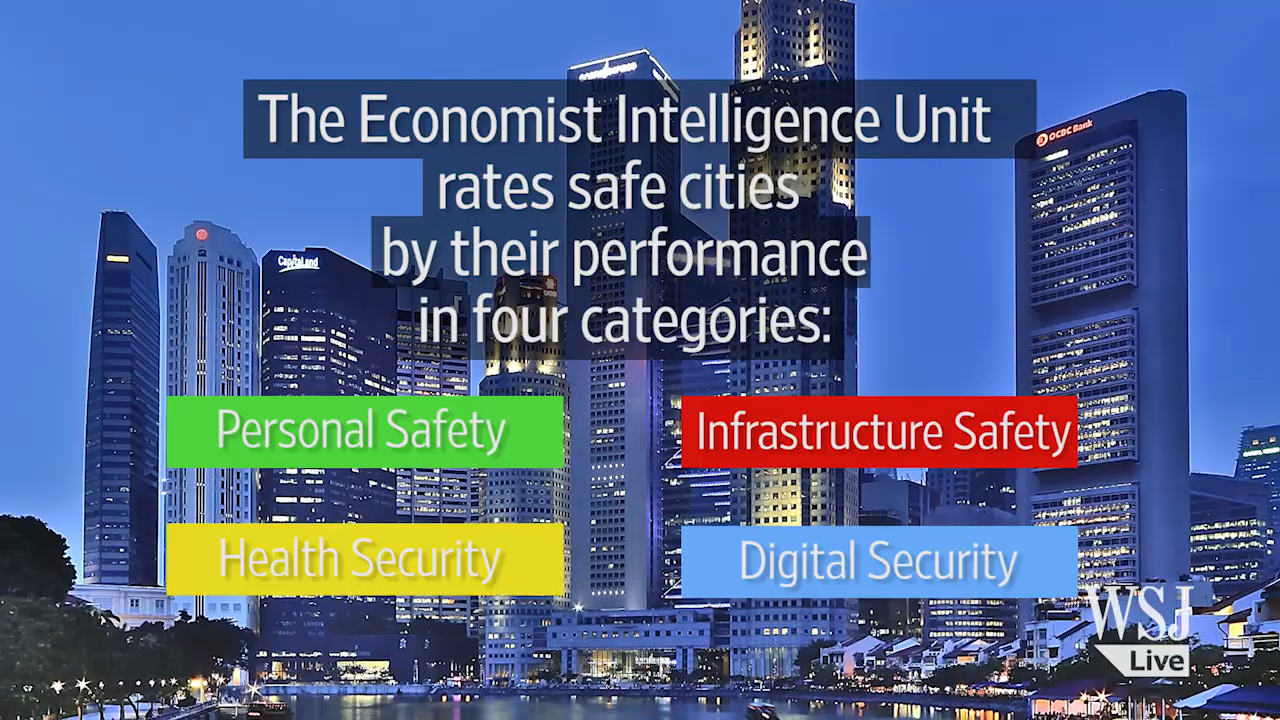 The Economist Intelligence Unit
rates safe cities
by their performance
in four categories:
Personal Safety
Infrastructure Safety
Health Security
Digital Security
OCBC Bank
CapitaLand
WSJ
Live